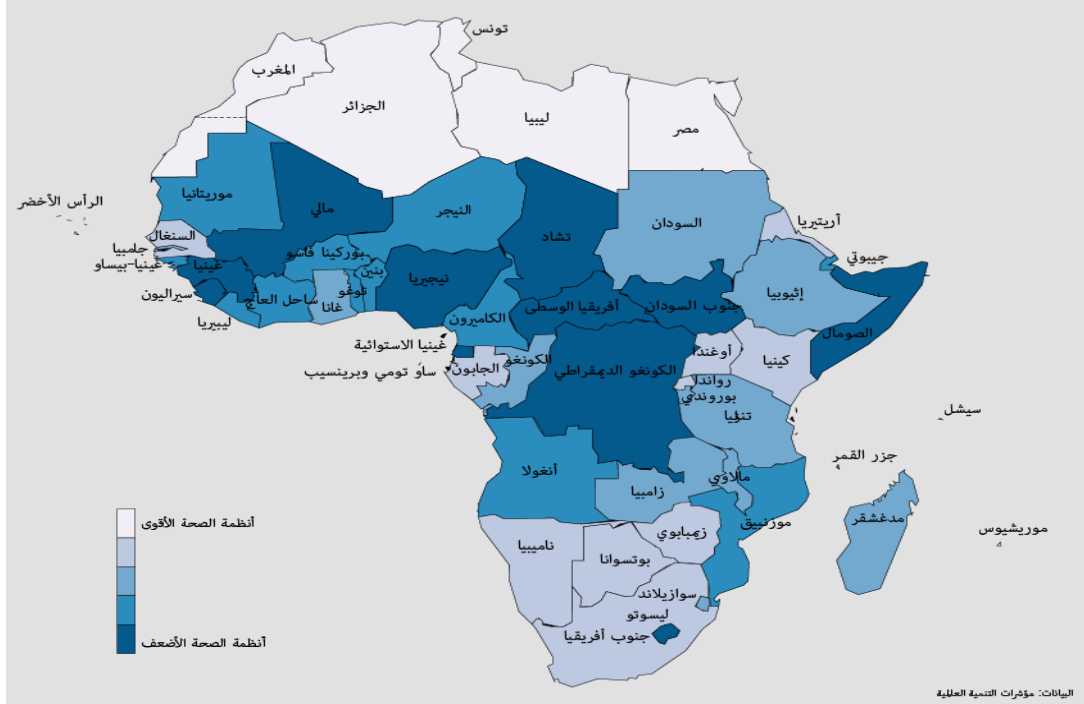 تونس
المغرب
الجزائر
ليبيا
مصر
موريتانيا
مالي
النيجر
تشاد
السودان
أريتيريا
الرأس الأخضر
السنغال
جامبيا
غينيا-بيساو
غينيا
سيراليون
ليبيريا
ساحل العاج
بوركينا فاسو
غانا
توغو
بنين
نيجيريا
الكاميرون
أفريقيا الوسطى
جنوب السودان
إثيوبيا
جيبوتي
الصومال
غينيا الاستوائية
ساو تومي وبرينسيب
الجابون
الكونغو
الكونغو الديمقراطي
أوغندا
كينيا
رواندا
بوروندي
تنزانيا
سيشل
جزر القمر
أنغولا
زامبيا
مالاوي
مورنبيق
مدغشقر
موريشيوس
ناميبيا
بوتسوانا
زيمبابوي
سوازيلاند
ليسوتو
جنوب أفريقيا
أنظمة الصحة الأقوى
أنظمة الصحة الأضعف
البيانات: مؤشرات التنمية العالمية